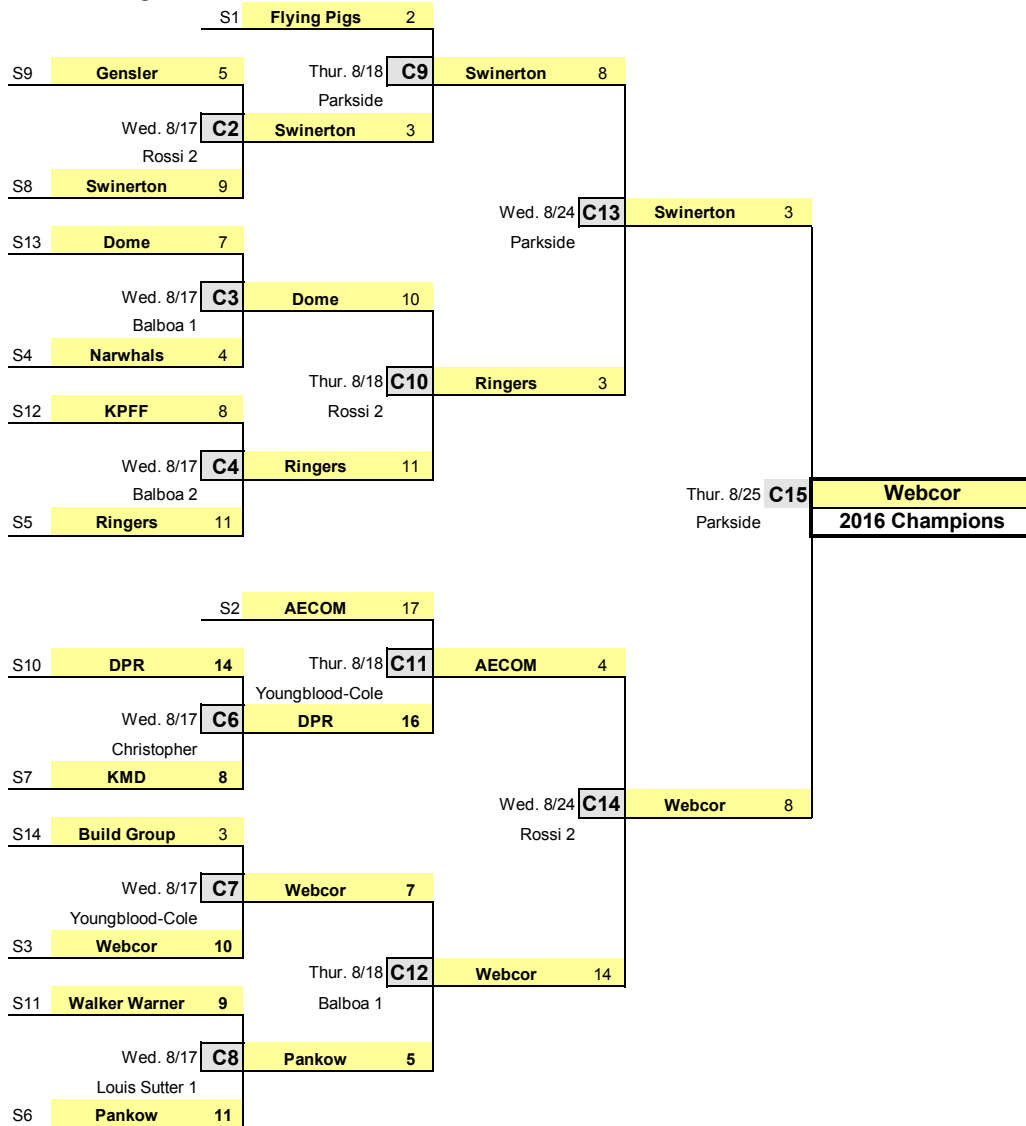 S1 Flying Pigs 2
S9 Gensler 5 Thur. 8/18 C9 Swinerton 8
Parkside
Wed. 8/17 C2 Swinerton 3
Rossi 2
S8 Swinerton 9
Wed. 8/24 C13 Swinerton 3
S13 Dome 7 Parkside
Wed. 8/17 C3 Dome 10
Balboa 1
S4 Narwhals 4
Thur. 8/18 C10 Ringers 3
S12 KPFF 8 Rossi 2
Wed. 8/17 C4 Ringers 11
Balboa 2 Thur. 8/25 C15 Webcor
S5 Ringers 11 Parkside 2016 Champions
S2 AECOM 17
S10 DPR 14 Thur. 8/18 C11 AECOM 4
Youngblood-Cole
Wed. 8/17 C6 DPR 16
Christopher
S7 KMD 8
Wed. 8/24 C14 Webcor 8
S14 Build Group 3 Rossi 2
Wed. 8/17 C7 Webcor 7
Youngblood-Cole
S3 Webcor 10
Thur. 8/18 C12 Webcor 14
S11 Walker Warner 9 Balboa 1
Wed. 8/17 C8 Pankow 5
Louis Sutter 1
S6 Pankow 11